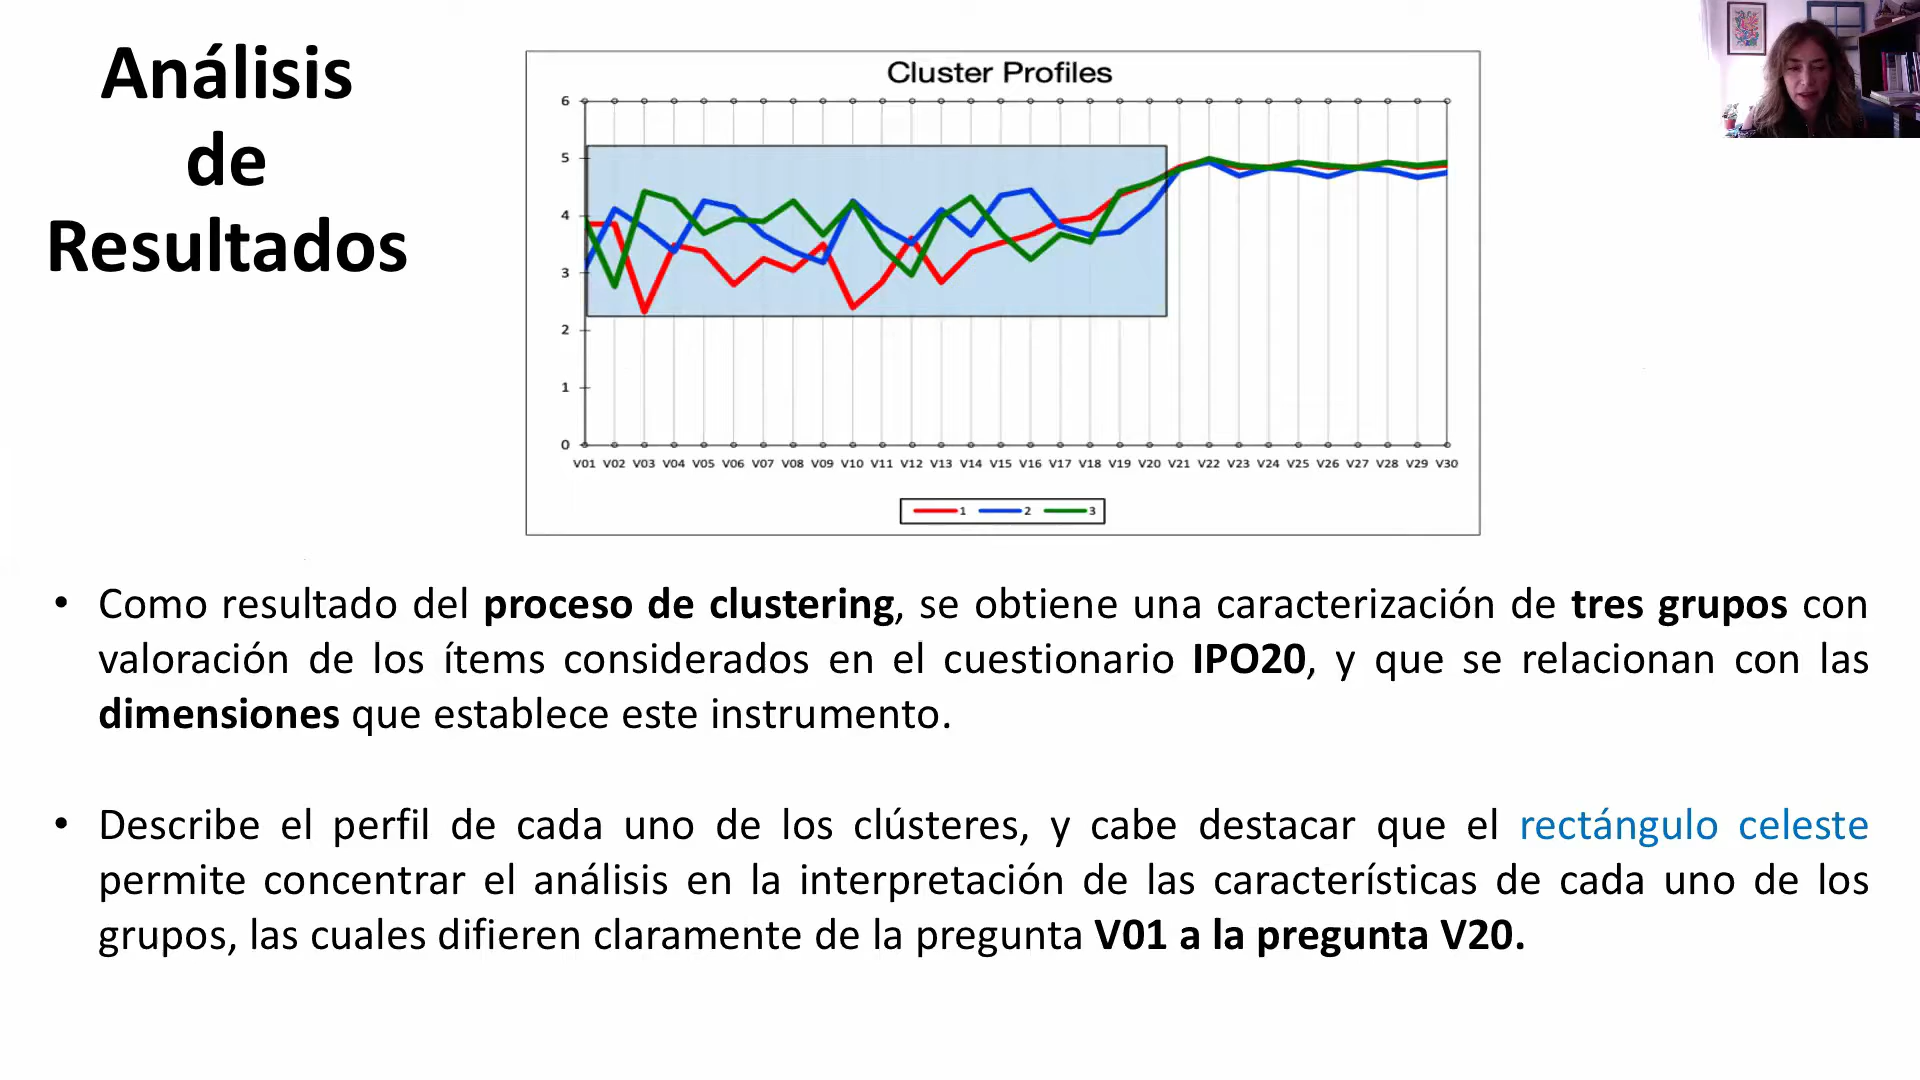 Análisis
de
Resultados
Cluster Profiles
6
5
4
3
2
1
0
V01 V02 V03 V04 V05 V06 V07 V08 V09 V10 V11 V12 V13 V14 V15 V16 V17 V18 V19 V20 V21 V22 V23 V24 V25 V26 V27 V28 V29 V30
1 2 3
• Como resultado del proceso de clustering, se obtiene una caracterización de tres grupos con
valoración de los ítems considerados en el cuestionario IPO20, y que se relacionan con las
dimensiones que establece este instrumento.
• Describe el perfil de cada uno de los clústeres, y cabe destacar que el rectángulo celeste
permite concentrar el análisis en la interpretación de las características de cada uno de los
grupos, las cuales difieren claramente de la pregunta V01 a la pregunta V20.